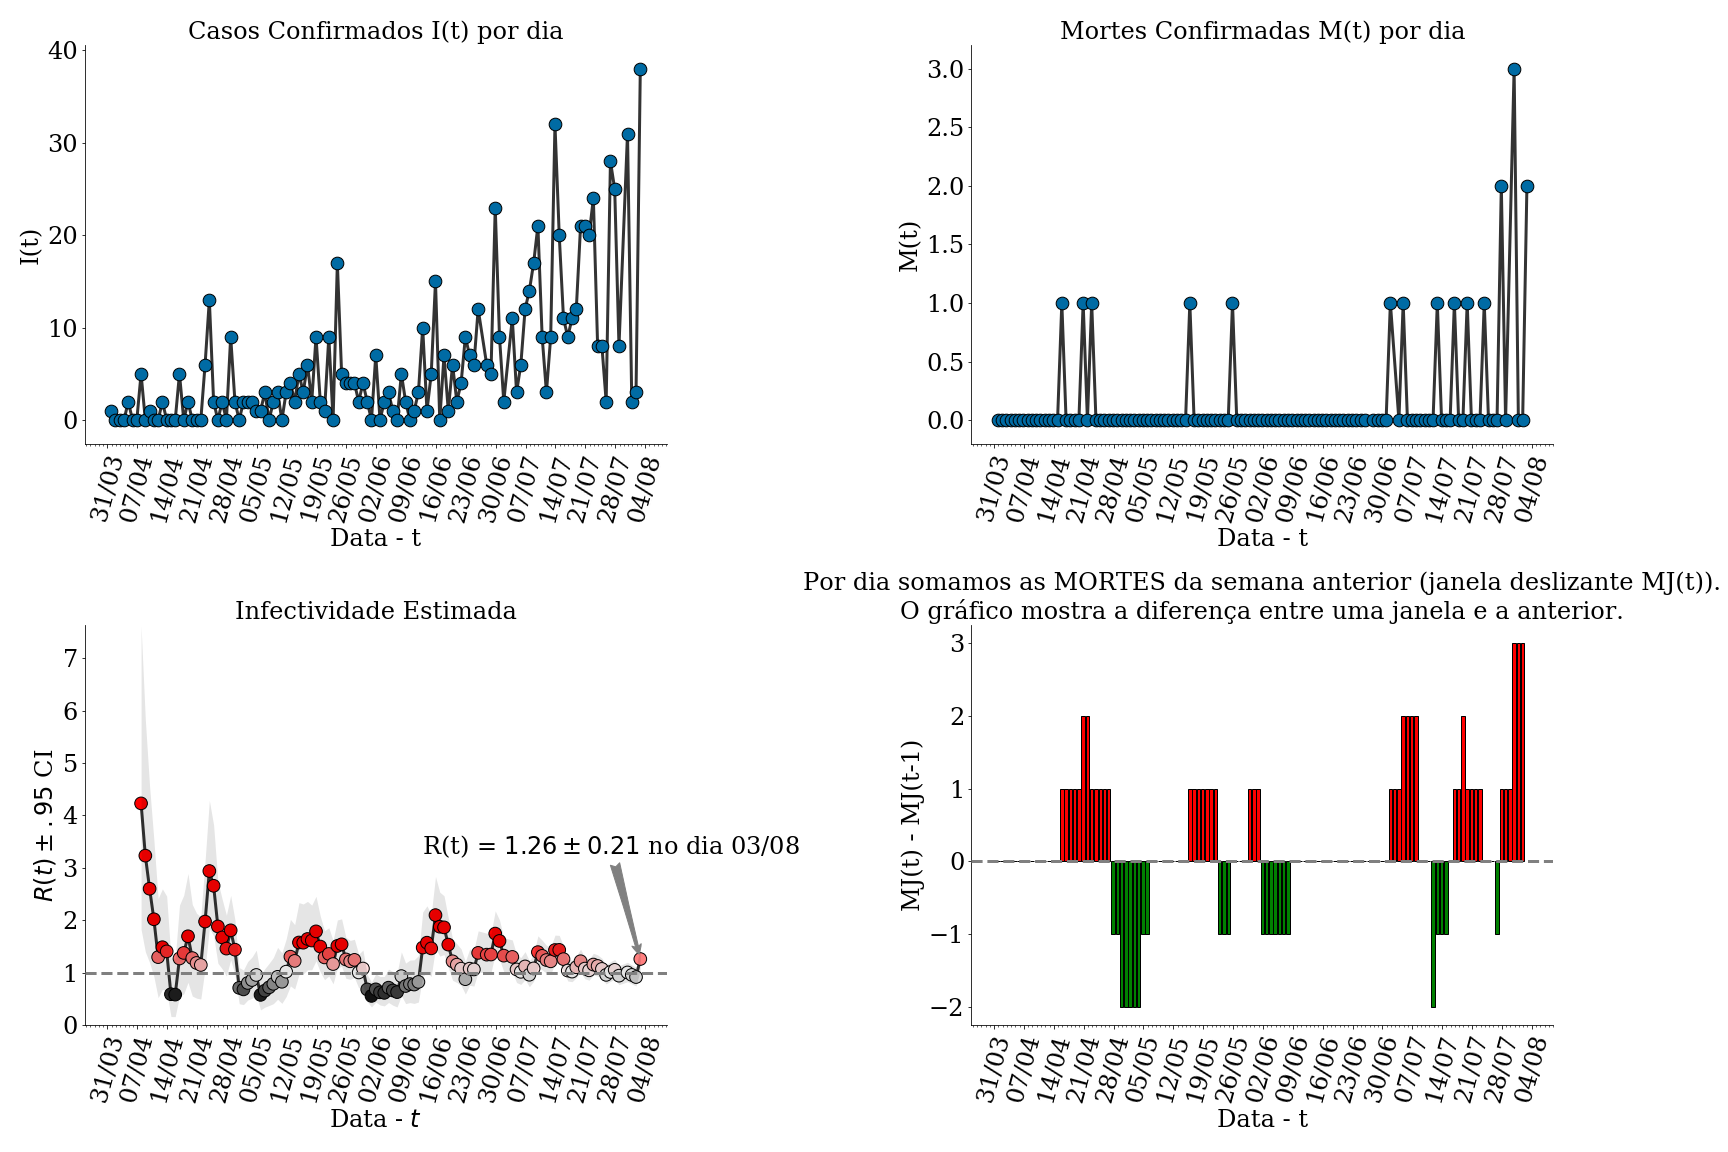 Casos Confirmados I(t) por dia
40
30
20
10
0
I(t)
31/03 07/04 14/04 21/04 28/04 05/05 12/05 19/05 26/05 02/06 09/06 16/06 23/06 30/06 07/07 14/07 21/07 28/07 04/08
Data - t
Mortes Confirmadas M(t) por dia
3.0
2.5
2.0
1.5
1.0
0.5
0.0
M(t)
31/03 07/04 14/04 21/04 28/04 05/05 12/05 19/05 26/05 02/06 09/06 16/06 23/06 30/06 07/07 14/07 21/07 28/07 04/08
Data - t
Infectividade Estimada
7
6
5
4
3
2
1
0
R(t) ± .95 CI
R(t) = 1.26 ± 0.21 no dia 03/08
31/03 07/04 14/04 21/04 28/04 05/05 12/05 19/05 26/05 02/06 09/06 16/06 23/06 30/06 07/07 14/07 21/07 28/07 04/08
Data - t
Por dia somamos as MORTES da semana anterior (janela deslizante MJ(t)).
O gráfico mostra a diferença entre uma janela e a anterior.
3
2
1
0
−1
−2
MJ(t) - MJ(t-1)
31/03 07/04 14/04 21/04 28/04 05/05 12/05 19/05 26/05 02/06 09/06 16/06 23/06 30/06 07/07 14/07 21/07 28/07 04/08
Data - t